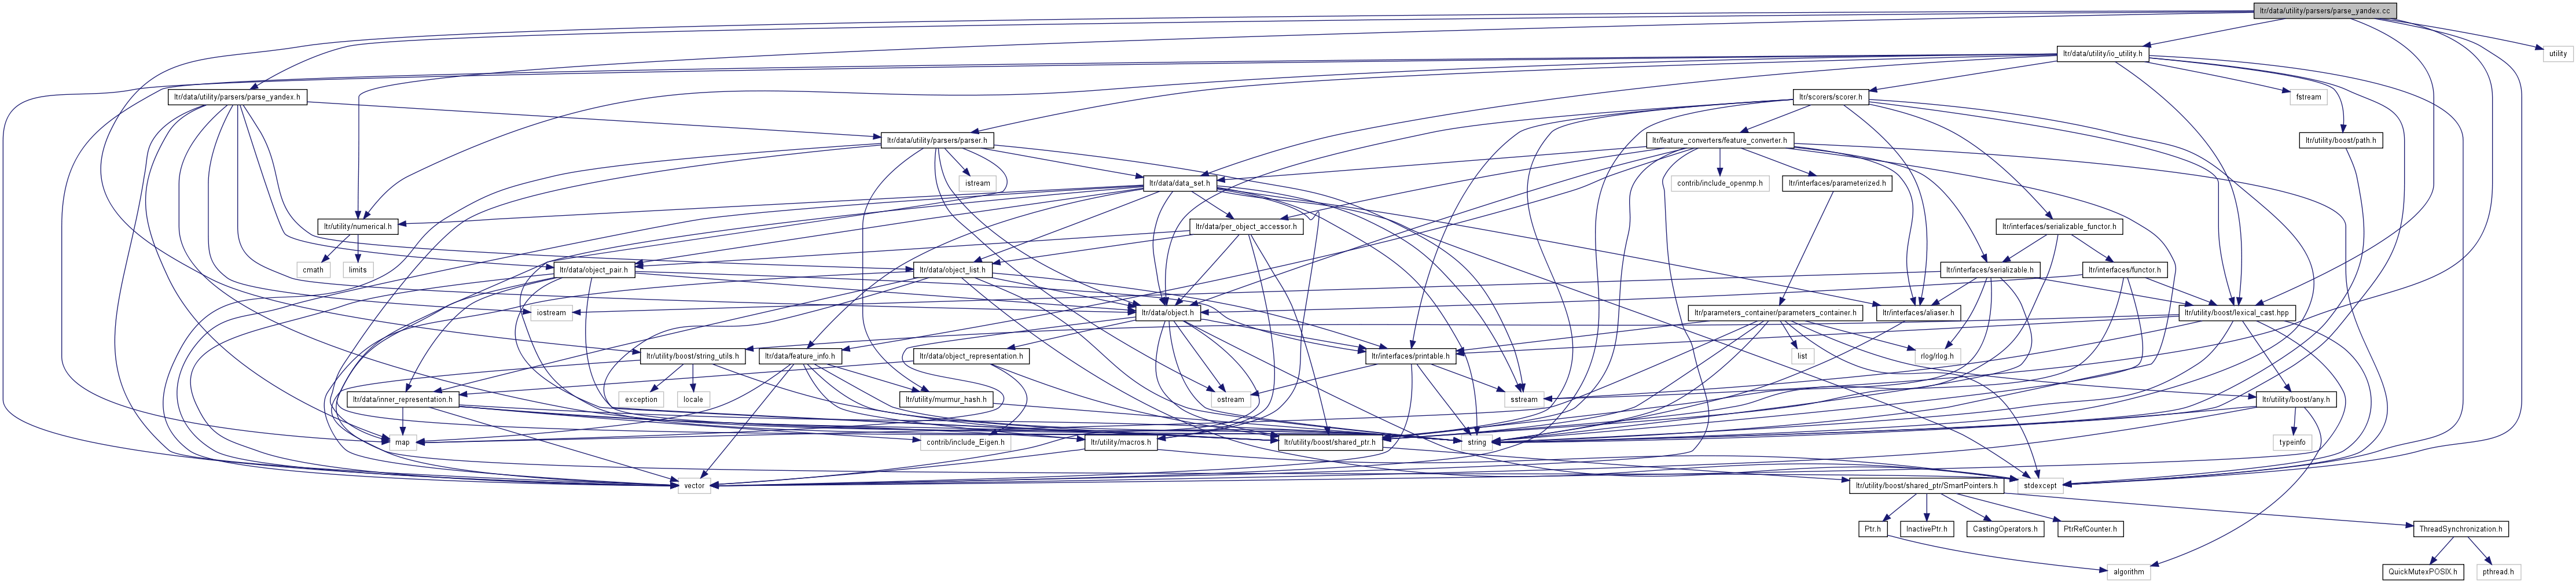 ltr/data/utility/parsers/parse_yandex.cc
ltr/data/utility/io_utility.h
utility
ltr/data/utility/parsers/parse_yandex.h
ltr/scorers/scorer.h
fstream
ltr/data/utility/parsers/parser.h
ltr/feature_converters/feature_converter.h
ltr/utility/boost/path.h
istream
ltr/data/data_set.h
contrib/include_openmp.h
ltr/interfaces/parameterized.h
ltr/utility/numerical.h
ltr/data/per_object_accessor.h
ltr/interfaces/serializable_functor.h
cmath
limits
ltr/data/object_pair.h
ltr/data/object_list.h
ltr/interfaces/serializable.h
ltr/interfaces/functor.h
iostream
ltr/data/object.h
ltr/parameters_container/parameters_container.h
ltr/interfaces/aliaser.h
ltr/utility/boost/lexical_cast.hpp
ltr/utility/boost/string_utils.h
ltr/data/feature_info.h
ltr/data/object_representation.h
ltr/interfaces/printable.h
list
rlog/rlog.h
exception
locale
ltr/data/inner_representation.h
ltr/utility/murmur_hash.h
ostream
sstream
ltr/utility/boost/any.h
map
contrib/include_Eigen.h
ltr/utility/macros.h
ltr/utility/boost/shared_ptr.h
string
typeinfo
vector
ltr/utility/boost/shared_ptr/SmartPointers.h
stdexcept
Ptr.h
InactivePtr.h
CastingOperators.h
PtrRefCounter.h
ThreadSynchronization.h
algorithm
QuickMutexPOSIX.h
pthread.h